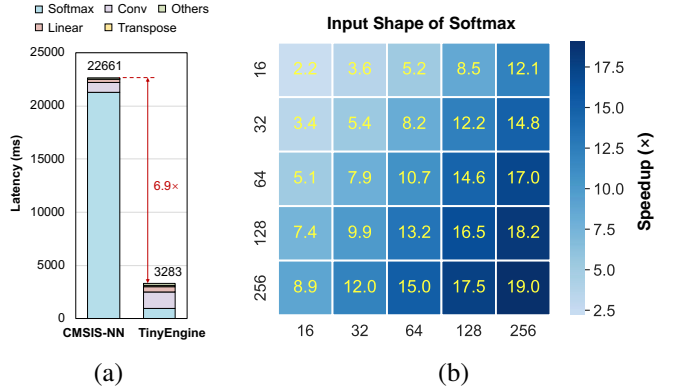 Softmax Conv Others
Linear Transpose
25000
22661
20000
15000
10000
5000
0
Latency (ms)
6.9×
3283
CMSIS-NN TinyEngine
(a)
Input Shape of Softmax
16 2.2 3.6 5.2 8.5 12.1
32 3.4 5.4 8.2 12.2 14.8
64 5.1 7.9 10.7 14.6 17.0
128 7.4 9.9 13.2 16.5 18.2
256 8.9 12.0 15.0 17.5 19.0
16 32 64 128 256
17.5
15.0
12.5
10.0
7.5
5.0
2.5
Speedup (×)
(b)